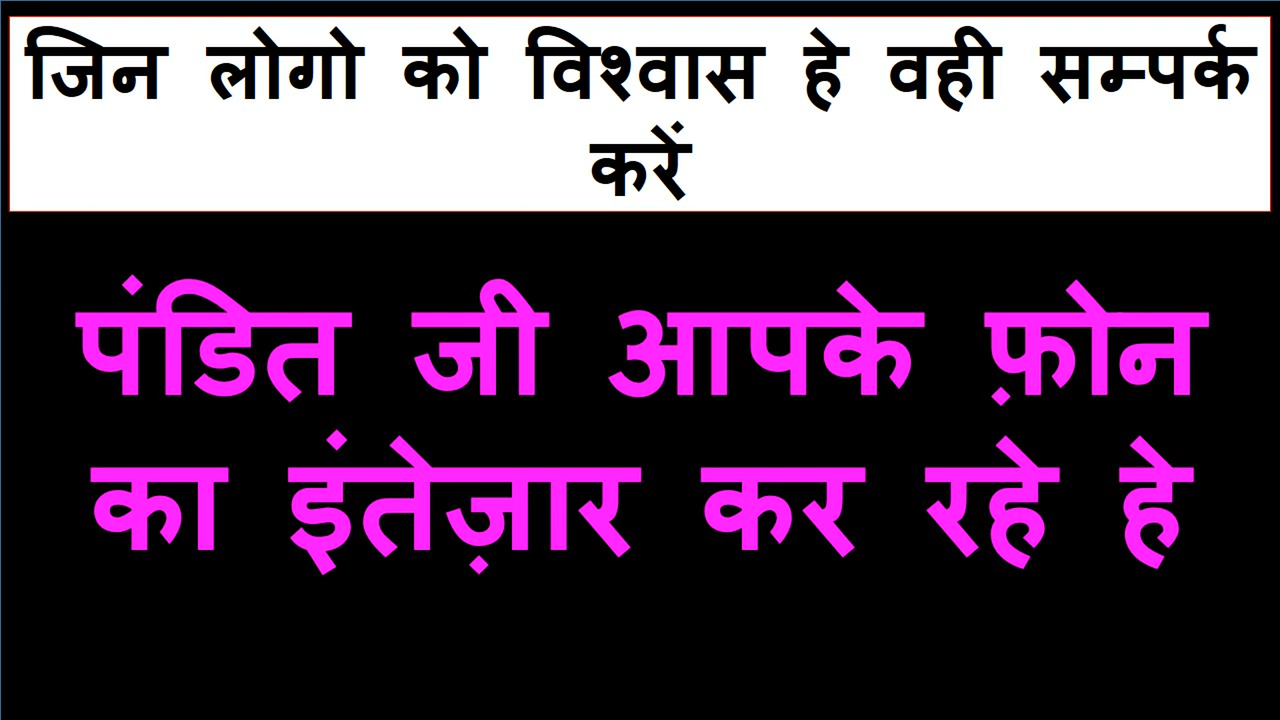 जिन लोगो को विश्वास हे वही सम्पर्क
करें
पंडित जी आपके फ़ोन
का इंतेज़ार कर रहे हे